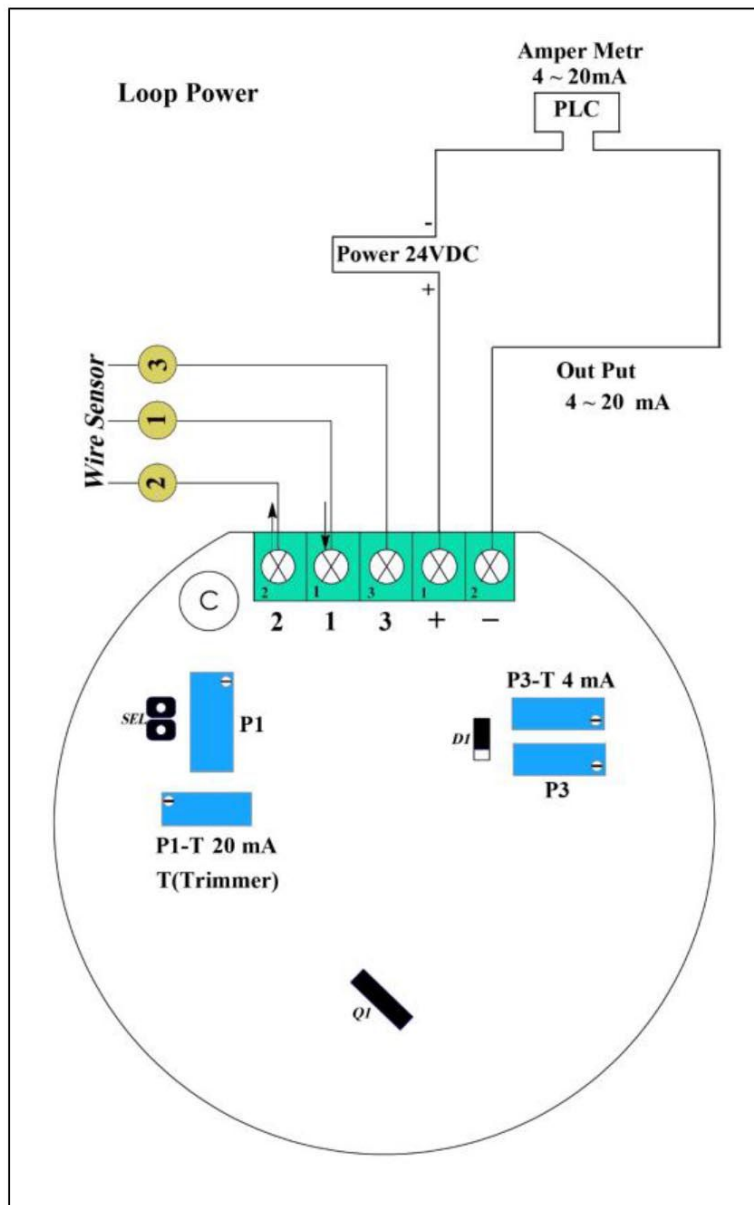 Amper Metr
4 ~ 20mA
Loop Power
PLC
-
Power 24VDC
+
3
Wire Sensor
1
2
Out Put
4 ~ 20 mA
C
2 1 3 1 2
2 1 3 + −
P3-T 4 mA
SEL
P1
D1
P3
P1-T 20 mA
T(Trimmer)
Q1